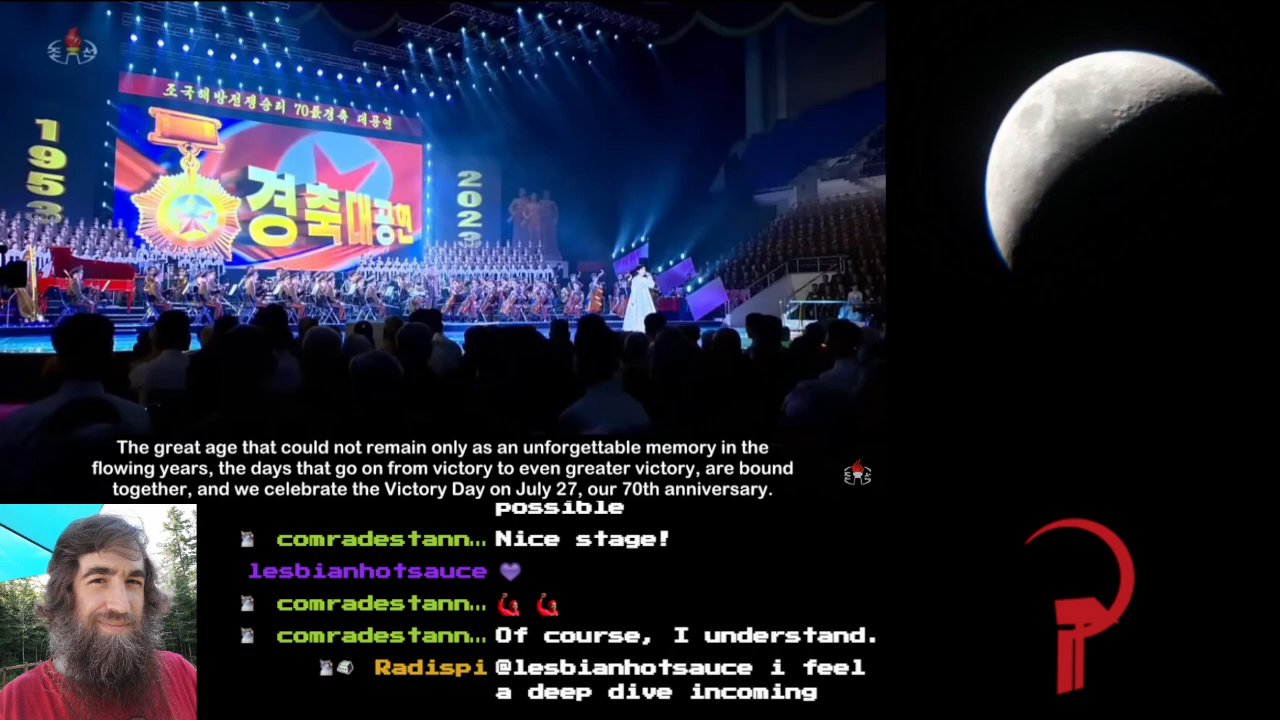 조선
조국해방전쟁승리 70돐경축 대공연
1953
2023
경축대공연
The great age that could not remain only as an unforgettable memory in the
flowing years, the days that go on from victory to even greater victory, are bound
together, and we celebrate the Victory Day on July 27, our 70th anniversary.
possible
comradestann… Nice stage!
lesbianhotsauce
comradestann…
comradestann… Of course, I understand.
Radispi @lesbianhotsauce i feel
a deep dive incoming